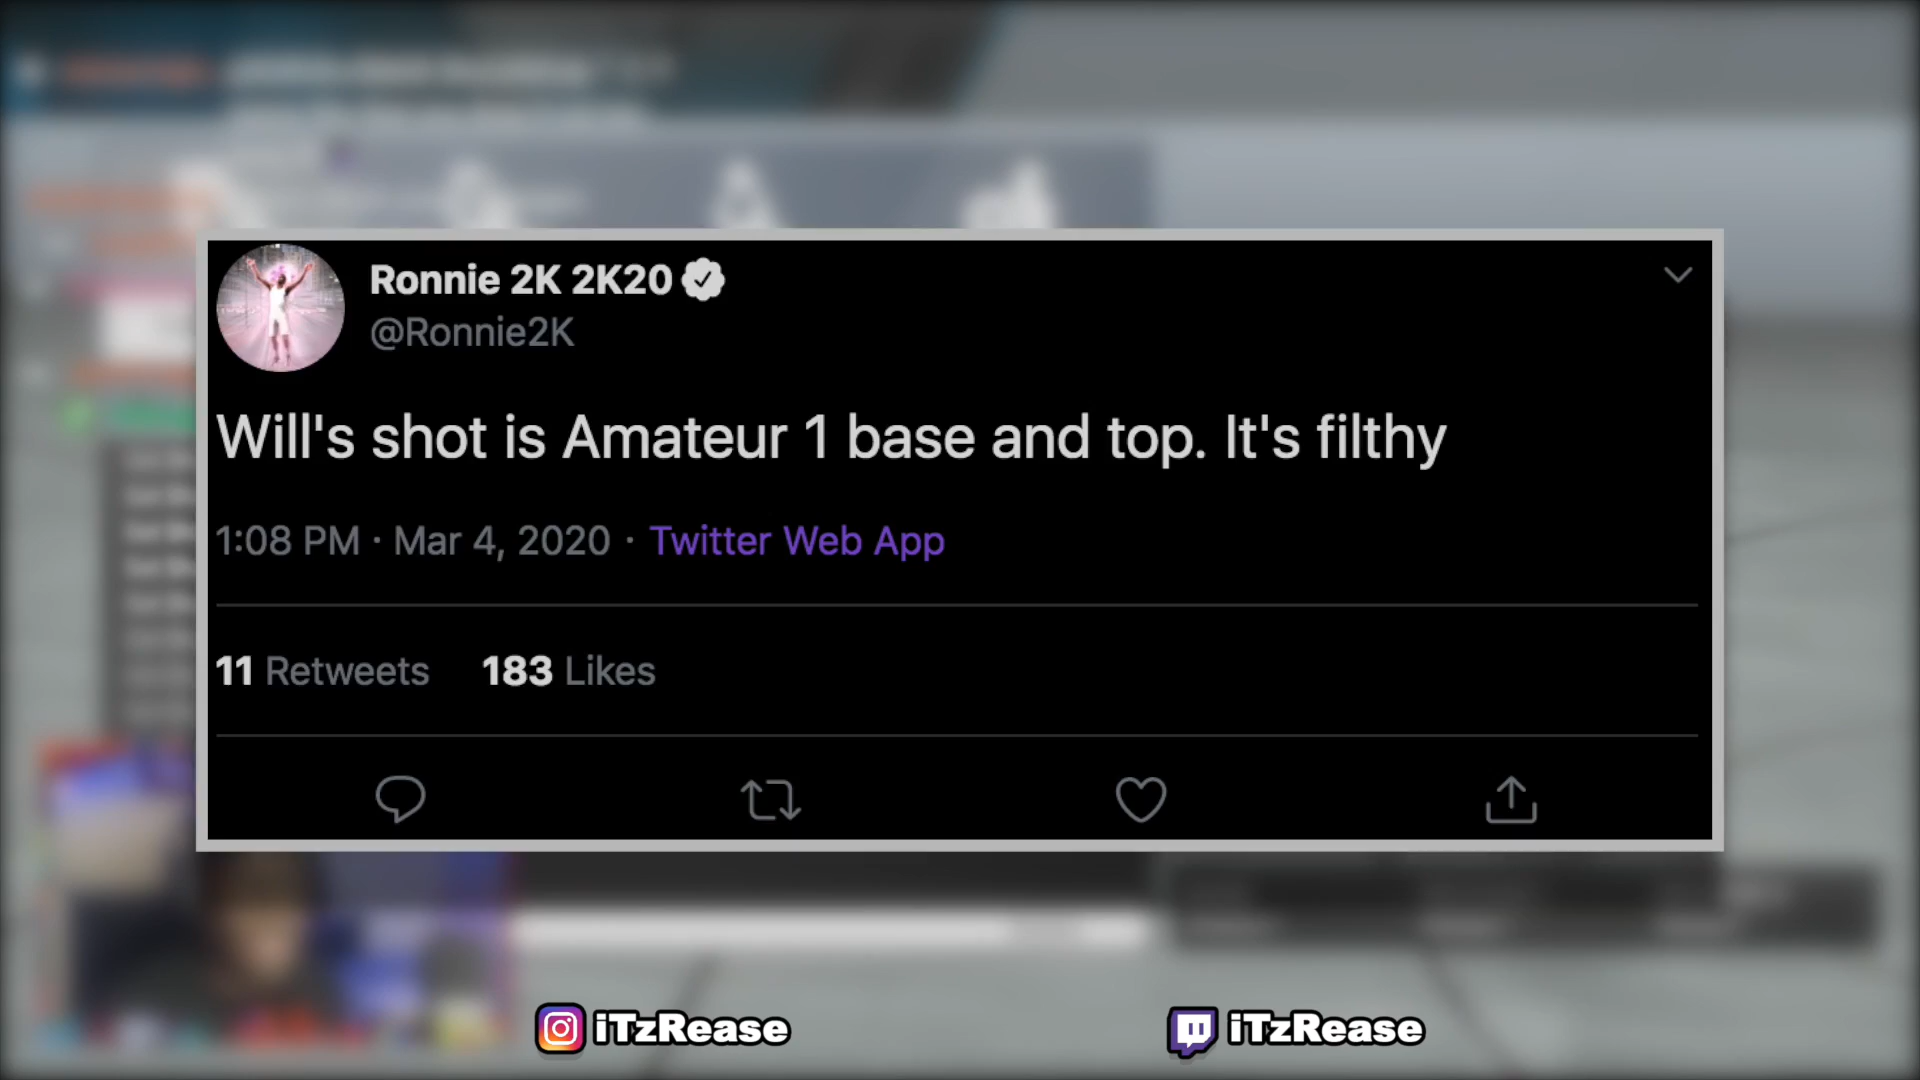 Ronnie 2K 2K20
@Ronnie2K
Will's shot is Amateur 1 base and top. It's filthy
1:08 PM · Mar 4, 2020 · Twitter Web App
11 Retweets 183 Likes
iTzRease iTzRease